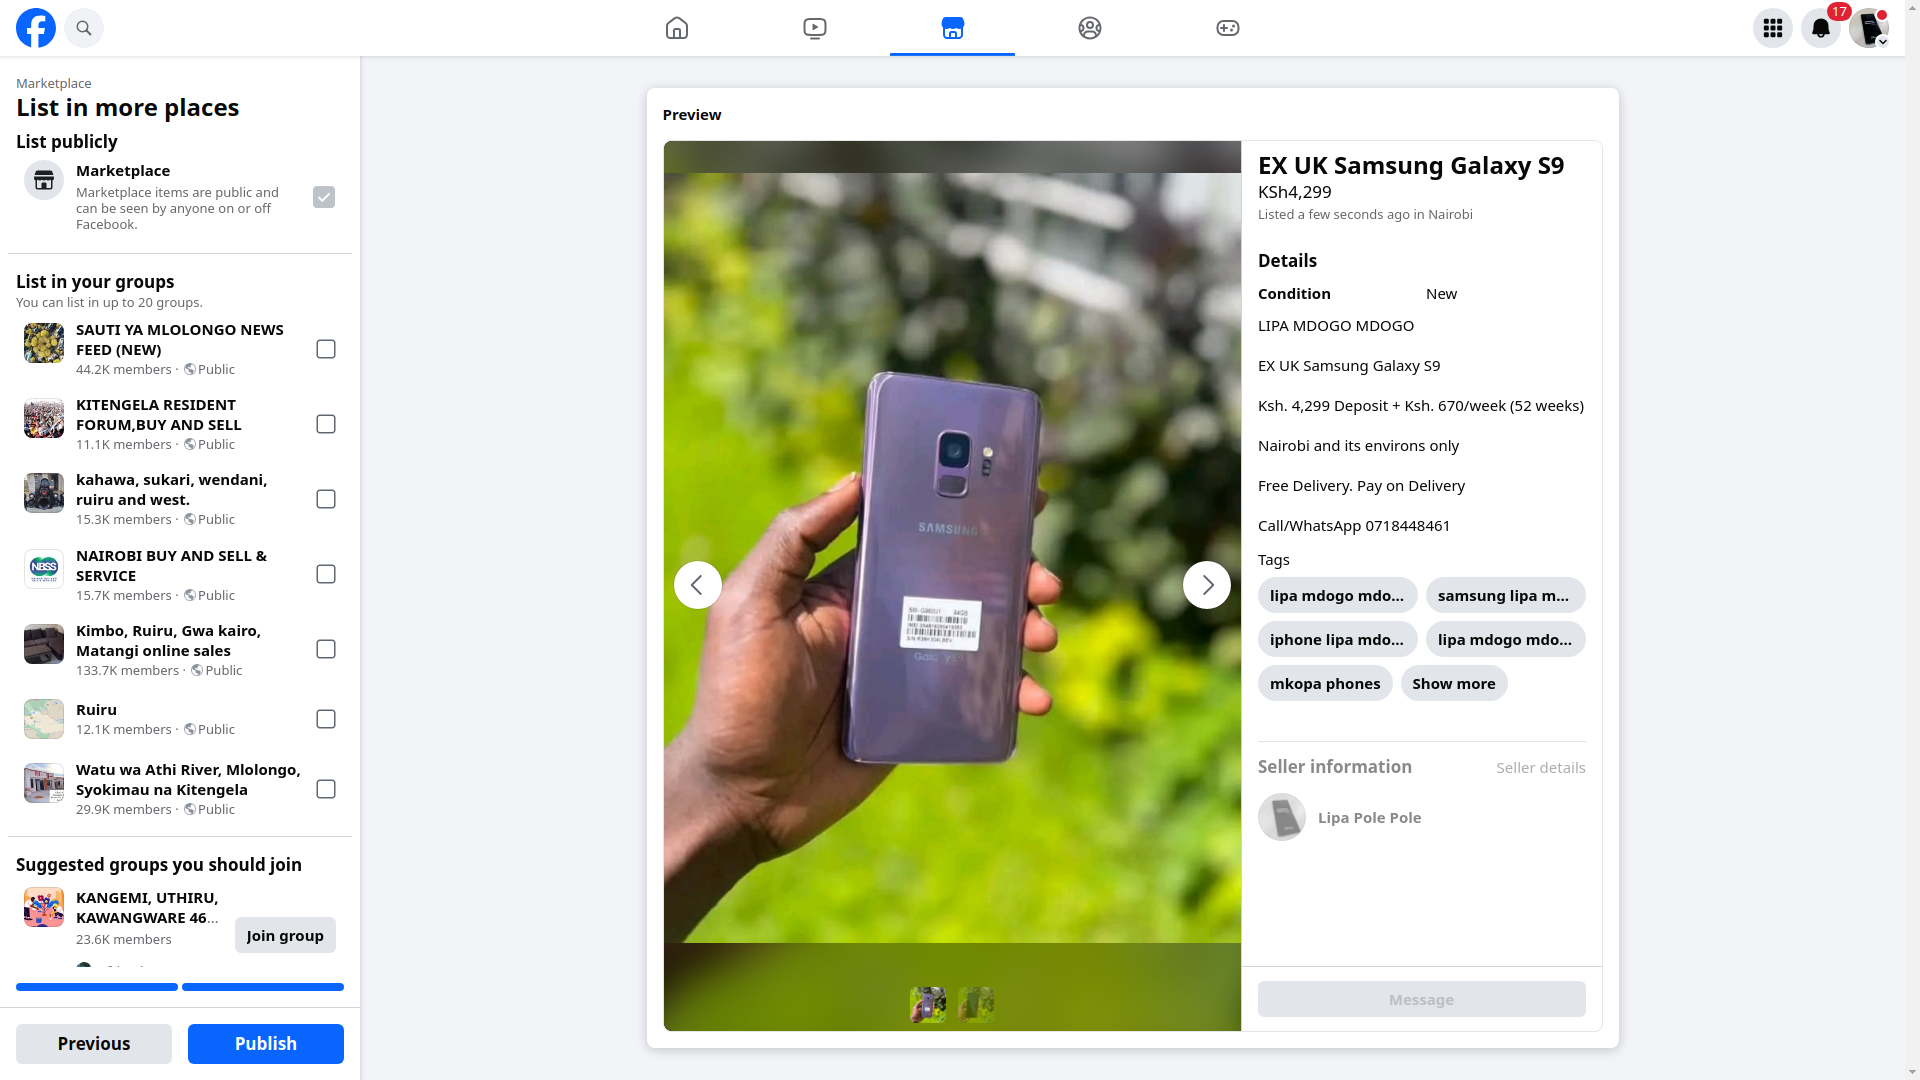 17
Marketplace
List in more places
List publicly
Marketplace
Marketplace items are public and
can be seen by anyone on or off
Facebook.
List in your groups
You can list in up to 20 groups.
SAUTI YA MLOLONGO NEWS
FEED (NEW)
44.2K members · Public
KITENGELA RESIDENT
FORUM,BUY AND SELL
11.1K members · Public
kahawa, sukari, wendani,
ruiru and west.
15.3K members · Public
NBSS
NAIROBI BUY AND SELL &
SERVICE
15.7K members · Public
Kimbo, Ruiru, Gwa kairo,
Matangi online sales
133.7K members · Public
Ruiru
12.1K members · Public
Watu wa Athi River, Mlolongo,
Syokimau na Kitengela
29.9K members · Public
Suggested groups you should join
KANGEMI, UTHIRU,
KAWANGWARE 46...
23.6K members
Join group
Previous
Publish
Preview
SAMSUNG
64GB
EX UK Samsung Galaxy S9
KSh4,299
Listed a few seconds ago in Nairobi
Details
Condition New
LIPA MDOGO MDOGO
EX UK Samsung Galaxy S9
Ksh. 4,299 Deposit + Ksh. 670/week (52 weeks)
Nairobi and its environs only
Free Delivery. Pay on Delivery
Call/WhatsApp 0718448461
Tags
lipa mdogo mdo...
samsung lipa m...
iphone lipa mdo...
lipa mdogo mdo...
mkopa phones
Show more
Seller information
Seller details
Lipa Pole Pole
Message